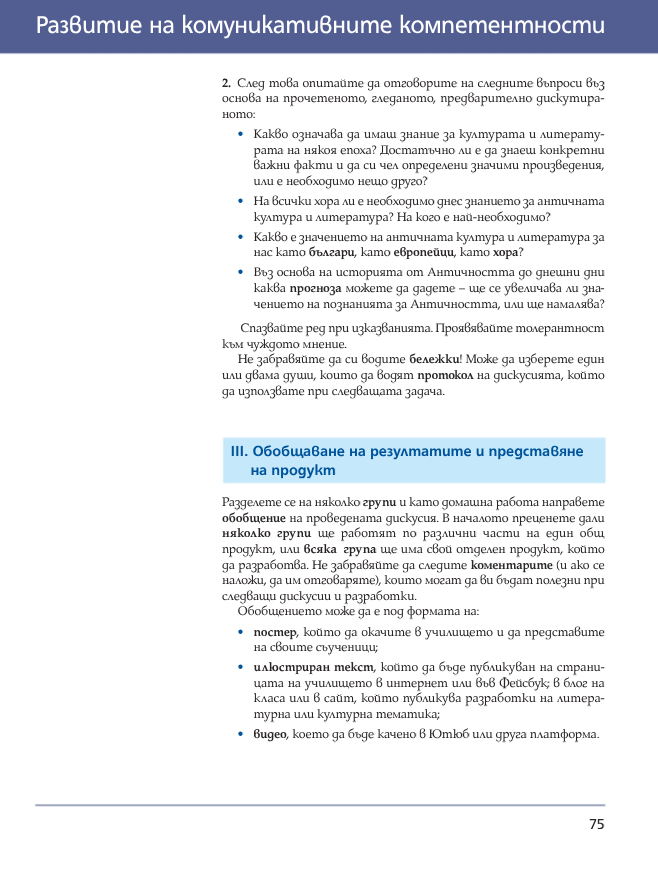 Развитие на комуникативните компетентности
2. След това опитайте да отговорите на следните въпроси въз
основа на прочетеното, гледаното, предварително дискутира-
ното:
• Какво означава да имаш знание за културата и литерату-
рата на някоя епоха? Достатъчно ли е да знаеш конкретни
важни факти и да си чел определени значими произведения,
или е необходимо нещо друго?
• На всички хора ли е необходимо днес знанието за античната
култура и литература? На кого е най-необходимо?
• Какво е значението на античната култура и литература за
нас като българи, като европейци, като хора?
• Въз основа на историята от Античността до днешни дни
каква прогноза можете да дадете – ще се увеличава ли зна-
чението на познанията за Античността, или ще намалява?
Спазвайте ред при изказванията. Проявявайте толерантност
към чуждото мнение.
Не забравяйте да си водите бележки! Може да изберете един
или двама души, които да водят протокол на дискусията, който
да използвате при следващата задача.
III. Обобщаване на резултатите и представяне
на продукт
Разделете се на няколко групи и като домашна работа направете
обобщение на проведената дискусия. В началото преценете дали
няколко групи ще работят по различни части на един общ
продукт, или всяка група ще има свой отделен продукт, който
да разработва. Не забравяйте да следите коментарите (и ако се
наложи, да им отговаряте), които могат да ви бъдат полезни при
следващи дискусии и разработки.
Обобщението може да е под формата на:
• постер, който да окачите в училището и да представите
на своите съученици;
• илюстриран текст, който да бъде публикуван на страни-
цата на училището в интернет или във Фейсбук; в блог на
класа или в сайт, който публикува разработки на литера-
турна или културна тематика;
• видео, което да бъде качено в Ютюб или друга платформа.
75